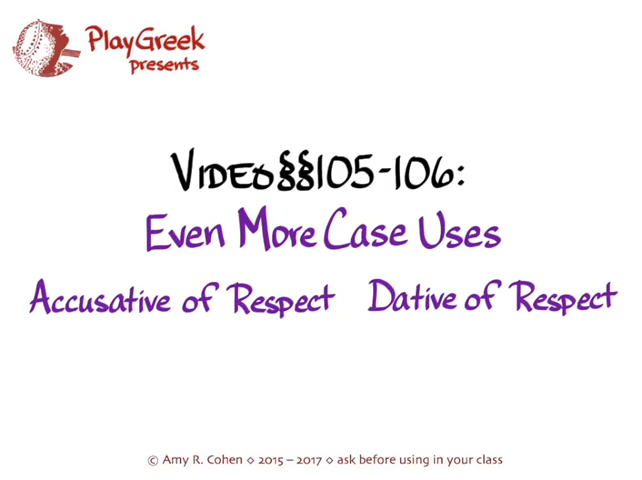 PlayGreek
presents
VIDEO §§105-106:
Even More Case Uses
Accusative of Respect Dative of Respect
© Amy R. Cohen ◇ 2015 – 2017 ◇ ask before using in your class